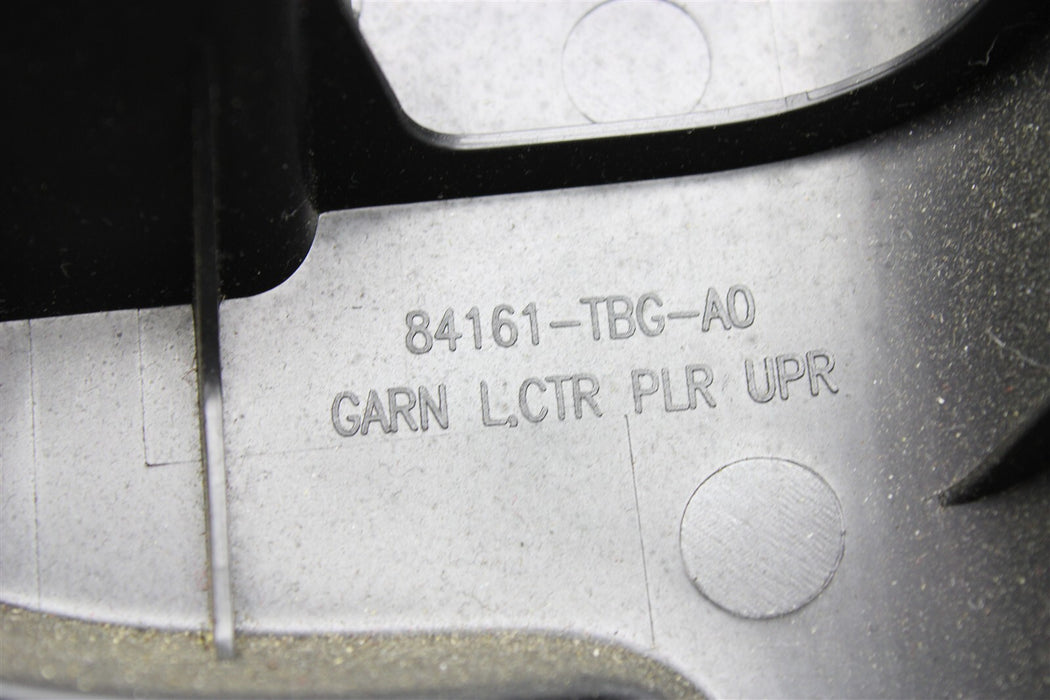 84161-TBG-A0
GARN L,CTR PLR UPR